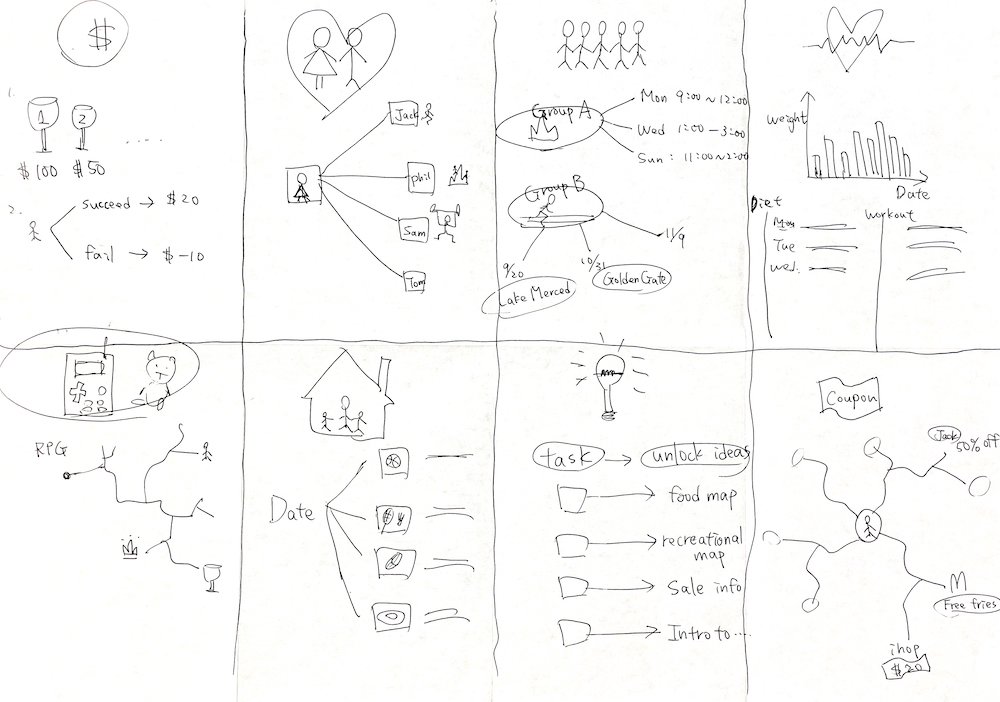 $
1.
1 2
$100 $50
2.
succeed → $20
fail → $-10
Jack
phil
Sam
Tom
Group A
Mon 9:00 ~ 12:00
Wed 1:00 - 3:00
Sun: 11:00 ~ 2:00
Group B
9/20
Lake Merced
10/31
Golden Gate
11/9
weight
Date
Diet
workout
Mon
Tue
wed.
RPG
Date
task → unlock ideas
food map
recreational
map
Sale info
Intro to ...
Coupon
Jack
50% off
M
Free fries
ihop
$20